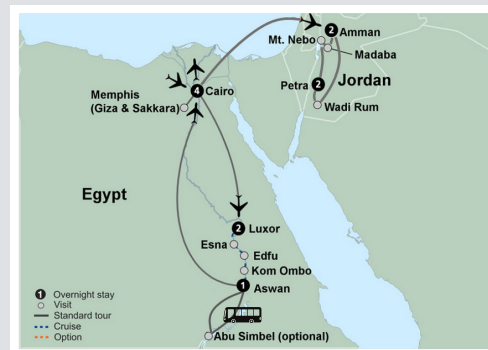 2
Amman
Mt. Nebo
Madaba
Petra
2
Jordan
Wadi Rum
4
Cairo
Memphis
(Giza & Sakkara)
Egypt
2
Luxor
Esna
Edfu
Kom Ombo
1
Aswan
Abu Simbel (optional)
1 Overnight stay
Visit
Standard tour
Cruise
Option